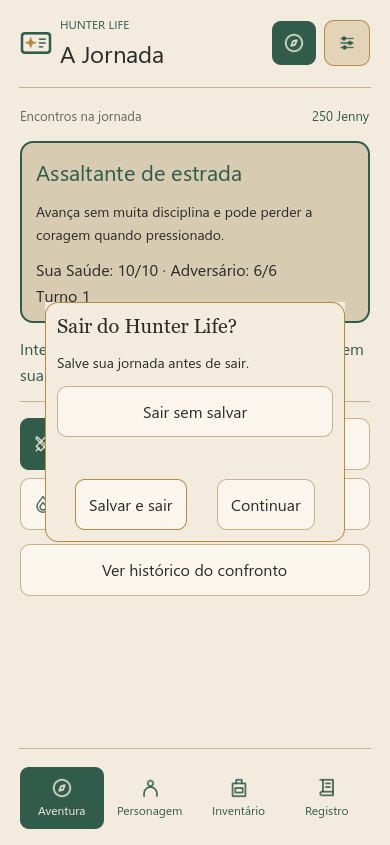 HUNTER LIFE
A Jornada
Encontros na jornada
250 Jenny
Assaltante de estrada
Avança sem muita disciplina e pode perder a
coragem quando pressionado.
Sua Saúde: 10/10 · Adversário: 6/6
Turno 1
Sair do Hunter Life?
Salve sua jornada antes de sair.
Sair sem salvar
Salvar e sair
Continuar
sua
Ver histórico do confronto
Aventura
Personagem
Inventário
Registro